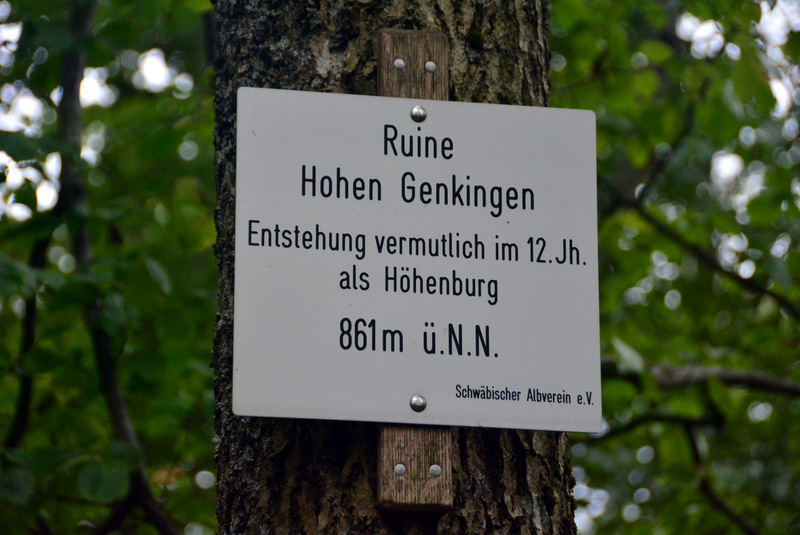 Ruine
Hohen Genkingen
Entstehung vermutlich im 12.Jh.
als Höhenburg
861m ü.N.N.
Schwäbischer Albverein e.V.